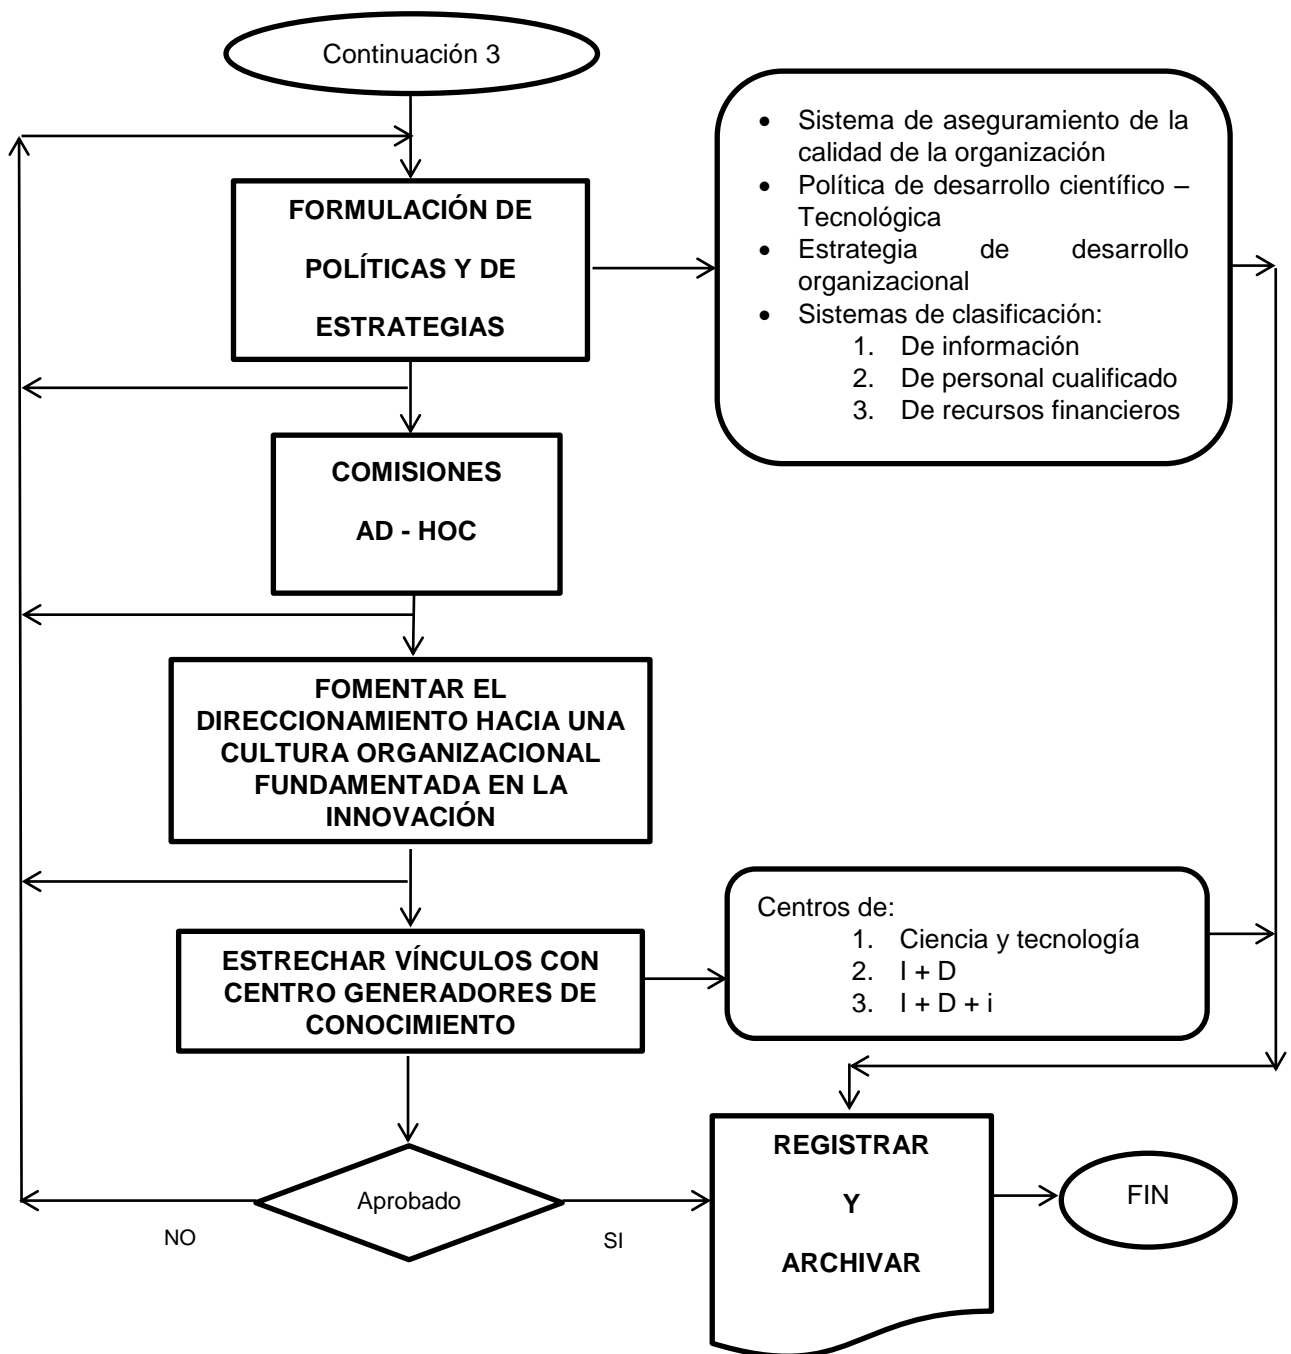 Continuación 3
• Sistema de aseguramiento de la
calidad de la organización
• Política de desarrollo científico –
Tecnológica
• Estrategia de desarrollo
organizacional
• Sistemas de clasificación:
1. De información
2. De personal cualificado
3. De recursos financieros
FORMULACIÓN DE
POLÍTICAS Y DE
ESTRATEGIAS
COMISIONES
AD - HOC
FOMENTAR EL
DIRECCIONAMIENTO HACIA UNA
CULTURA ORGANIZACIONAL
FUNDAMENTADA EN LA
INNOVACIÓN
ESTRECHAR VÍNCULOS CON
CENTRO GENERADORES DE
CONOCIMIENTO
Centros de:
1. Ciencia y tecnología
2. I + D
3. I + D + i
Aprobado
NO
SI
REGISTRAR
Y
ARCHIVAR
FIN